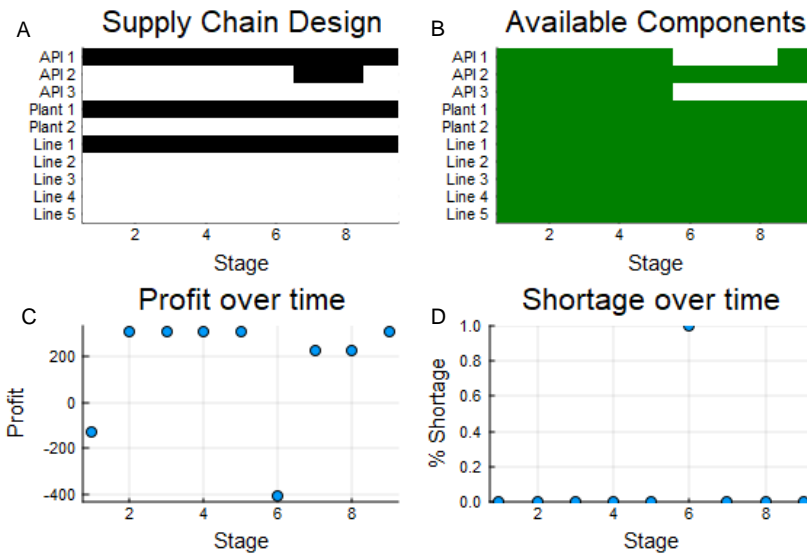 A
Supply Chain Design
API 1
API 2
API 3
Plant 1
Plant 2
Line 1
Line 2
Line 3
Line 4
Line 5
2 4 6 8
Stage
B
Available Components
API 1
API 2
API 3
Plant 1
Plant 2
Line 1
Line 2
Line 3
Line 4
Line 5
2 4 6 8
Stage
C
Profit over time
Profit
200
0
-200
-400
2 4 6 8
Stage
D
Shortage over time
% Shortage
1.0
0.8
0.6
0.4
0.2
0.0
2 4 6 8
Stage